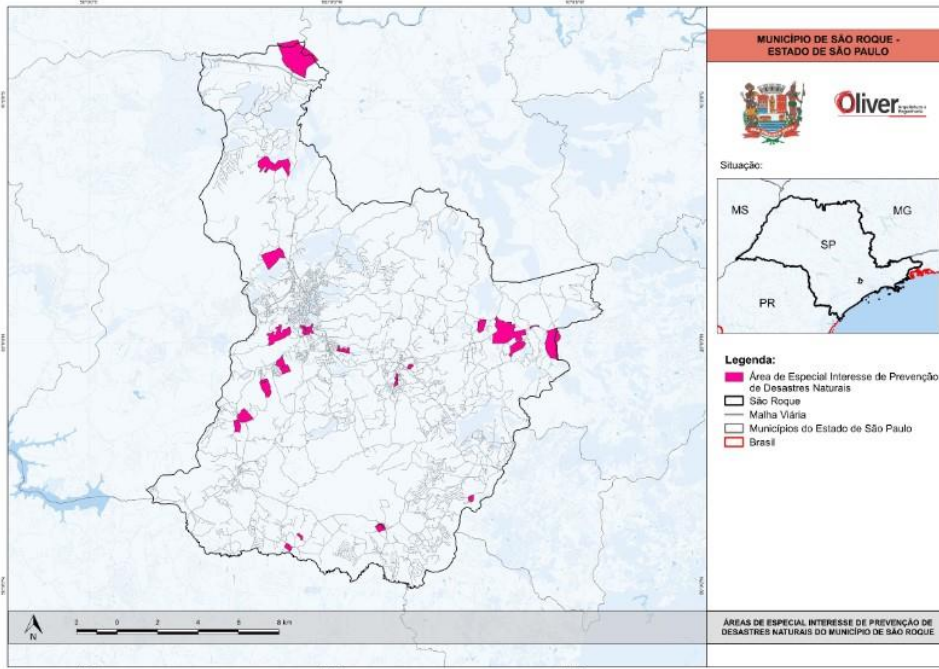 MUNICÍPIO DE SÃO ROQUE -
ESTADO DE SÃO PAULO
Oliver
Situação:
MS
MG
SP
PR
Legenda:
Área de Especial Interesse de Prevenção
de Desastres Naturais
São Roque
Malha Viária
Municípios do Estado de São Paulo
Brasil
N
2 0 2 4 6 8 km
ÁREAS DE ESPECIAL INTERESSE DE PREVENÇÃO DE
DESASTRES NATURAIS DO MUNICÍPIO DE SÃO ROQUE